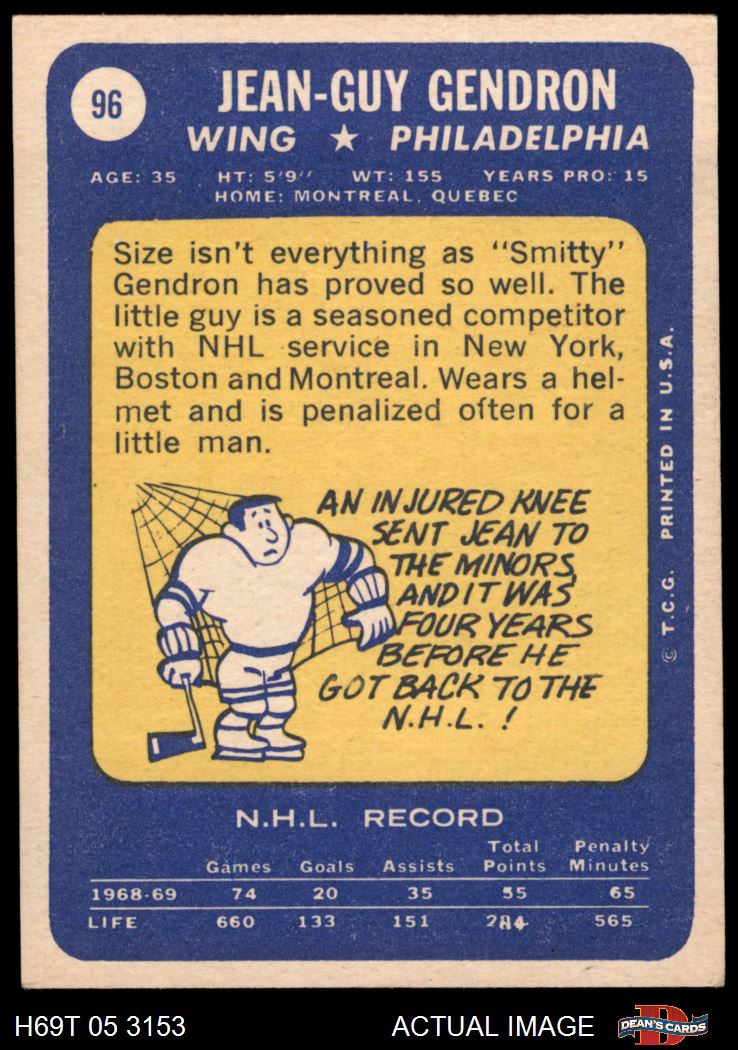 96
JEAN-GUY GENDRON
WING ★ PHILADELPHIA
AGE: 35 HT: 5'9" WT: 155 YEARS PRO: 15
HOME: MONTREAL, QUEBEC
Size isn't everything as "Smitty"
Gendron has proved so well. The
little guy is a seasoned competitor
with NHL service in New York,
Boston and Montreal. Wears a hel-
met and is penalized often for a
little man.
AN INJURED KNEE
SENT JEAN TO
THE MINORS,
AND IT WAS
FOUR YEARS
BEFORE HE
GOT BACK TO THE
N.H.L. !
© T.C.G. PRINTED IN U.S.A.
N.H.L. RECORD
Games Goals Assists Total Points Penalty Minutes
1968-69 74 20 35 55 65
LIFE 660 133 151 284 565
H69T 05 3153 ACTUAL IMAGE
D
DEAN'S CARDS